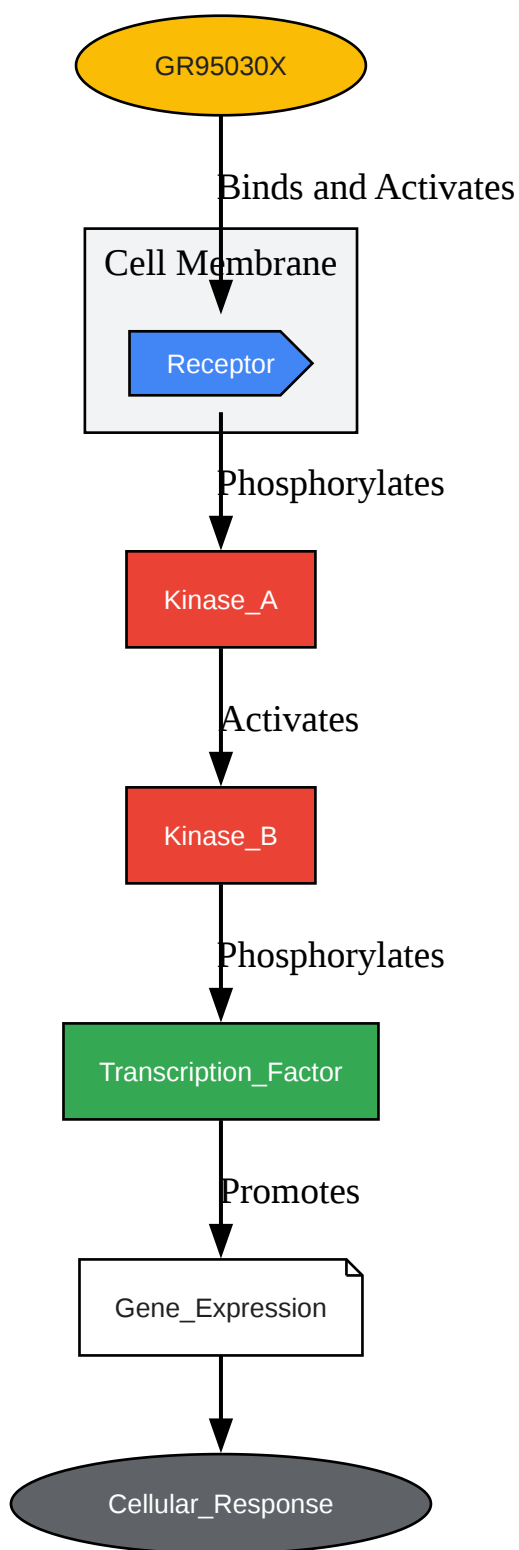 GR95030X
Binds and Activates
Cell Membrane
Receptor
Phosphorylates
Kinase_A
Activates
Kinase_B
Phosphorylates
Transcription_Factor
Promotes
Gene_Expression
Cellular_Response